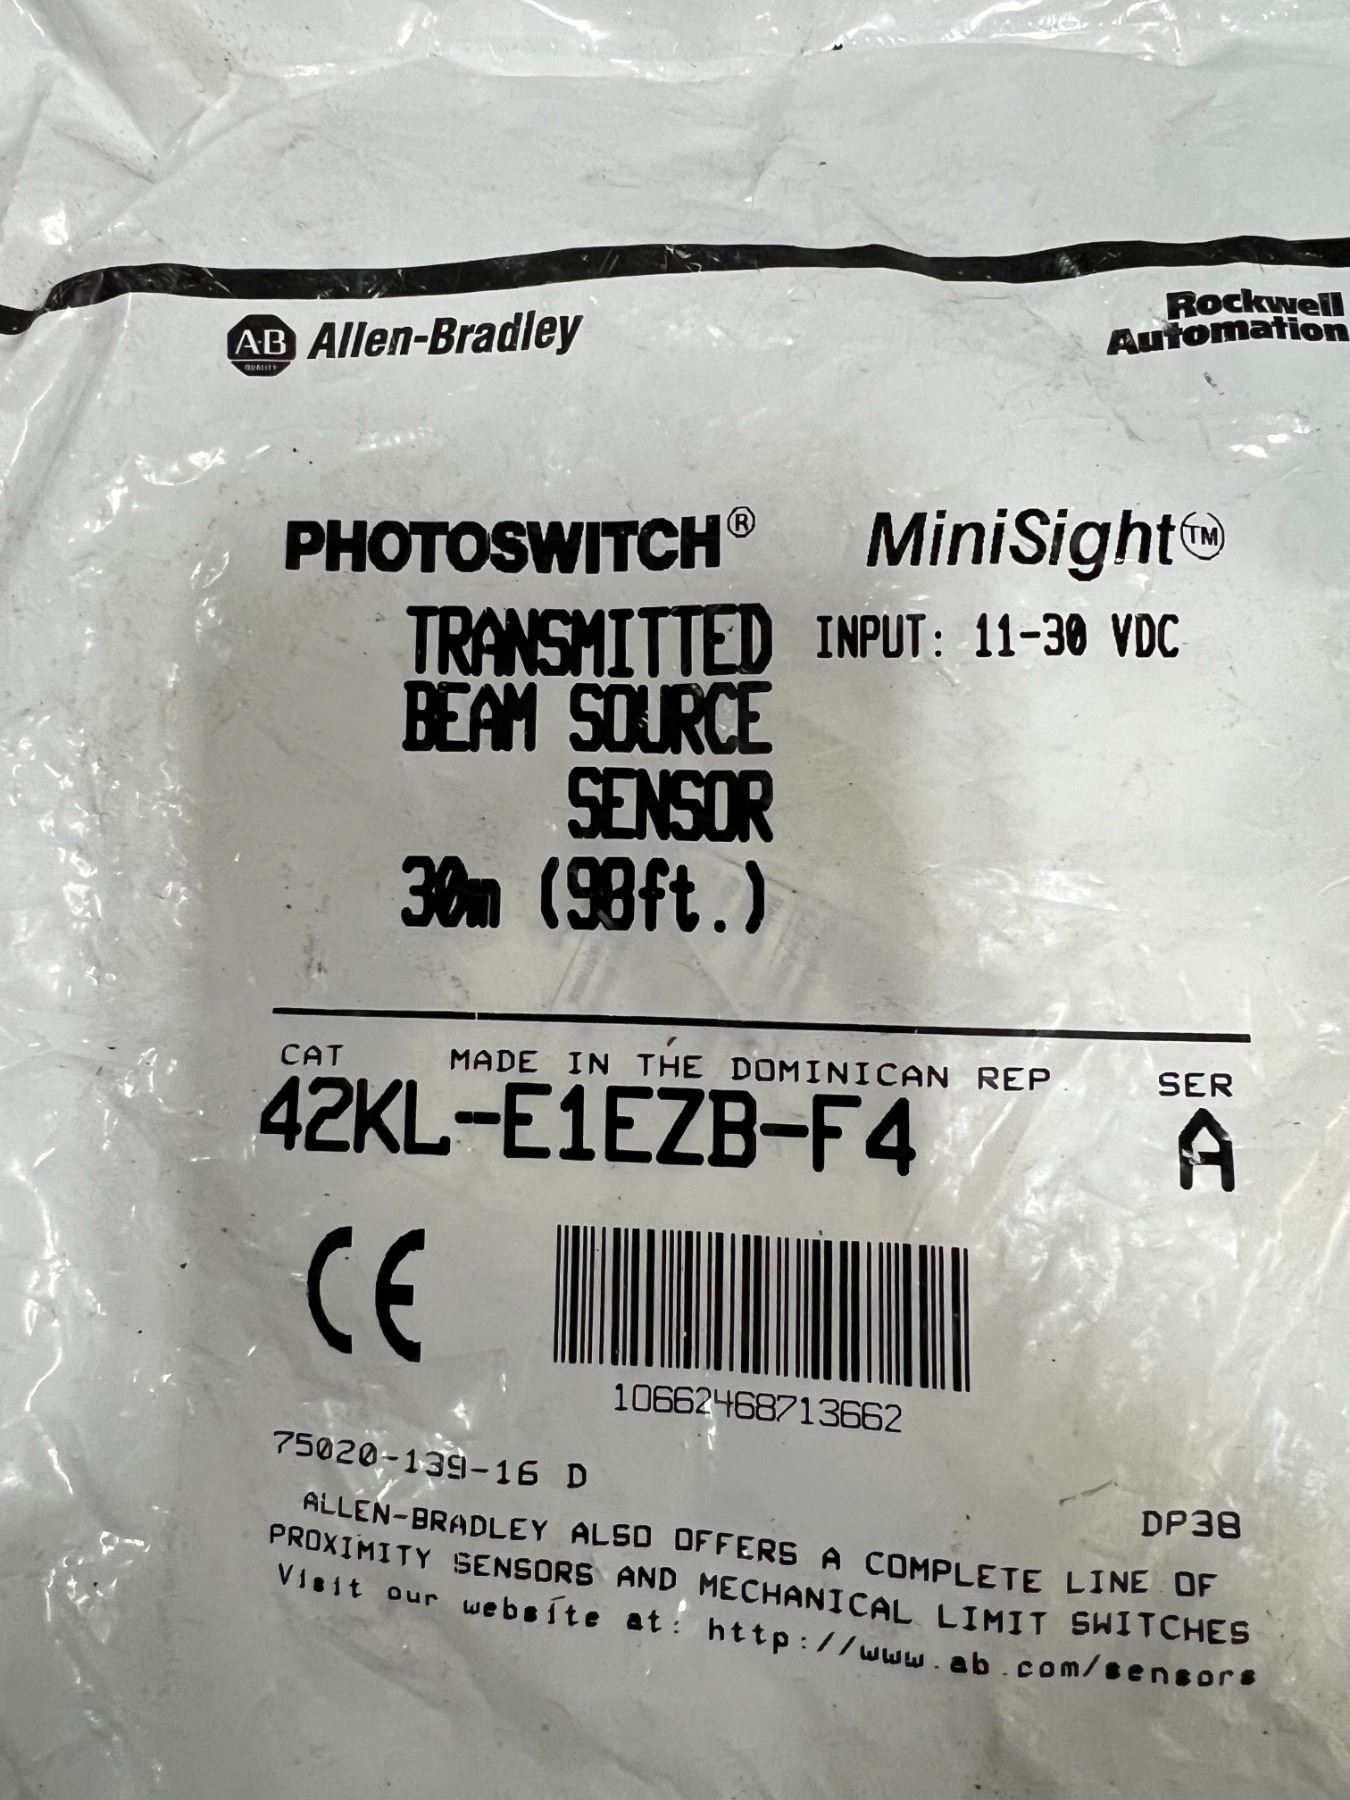 A-B
QUALITY
Allen-Bradley
Rockwell
Automation
PHOTOSWITCH® MiniSight™
TRANSMITTED INPUT: 11-30 VDC
BEAM SOURCE
SENSOR
30m (98ft.)
CAT MADE IN THE DOMINICAN REP. SER
42KL-E1EZB-F4 A
CE
10662468713662
75020-139-16 D
DP38
ALLEN-BRADLEY ALSO OFFERS A COMPLETE LINE OF
PROXIMITY SENSORS AND MECHANICAL LIMIT SWITCHES
Visit our website at: http://www.ab.com/sensors